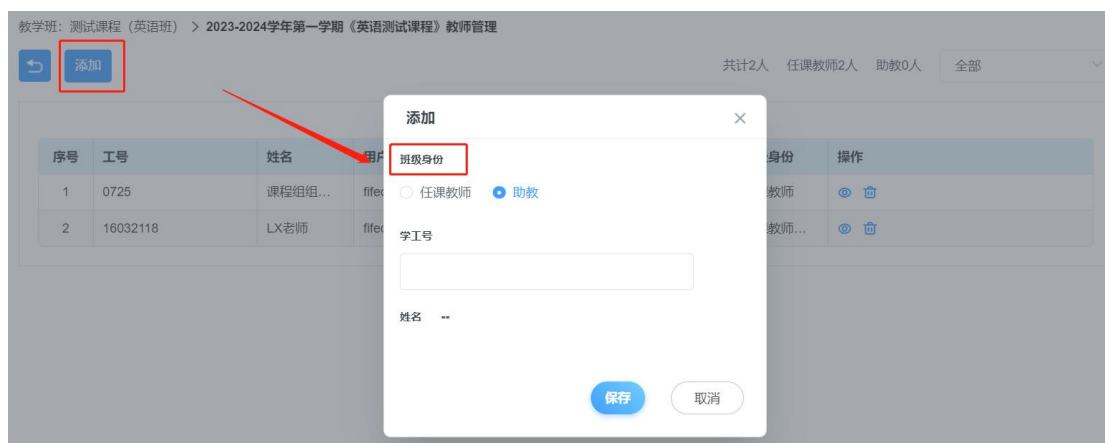 教学班：测试课程（英语班） > 2023-2024学年第一学期《英语测试课程》教师管理
添加 共计2人 任课教师2人 助教0人 全部
添加
序号 工号 姓名 用户 身份 操作
班级身份
1 0725 课程组组... fifec 教师
任课教师 助教
2 16032118 LX老师 fifec 教师...
学工号
姓名 --
保存 取消